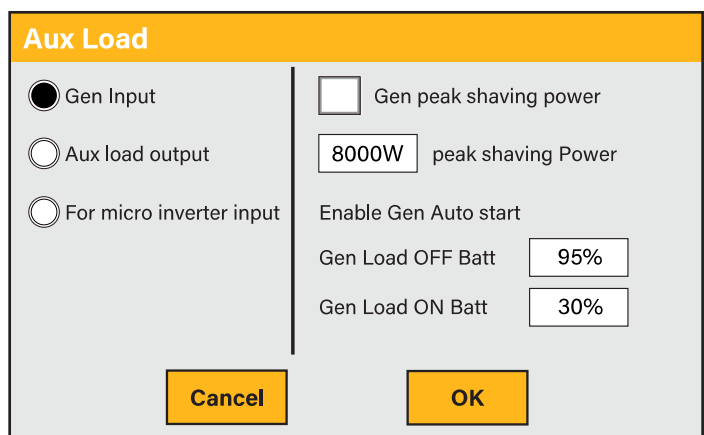 Aux Load
Gen Input
Aux load output
For micro inverter input
Gen peak shaving power
8000W peak shaving Power
Enable Gen Auto start
Gen Load OFF Batt 95%
Gen Load ON Batt 30%
Cancel OK